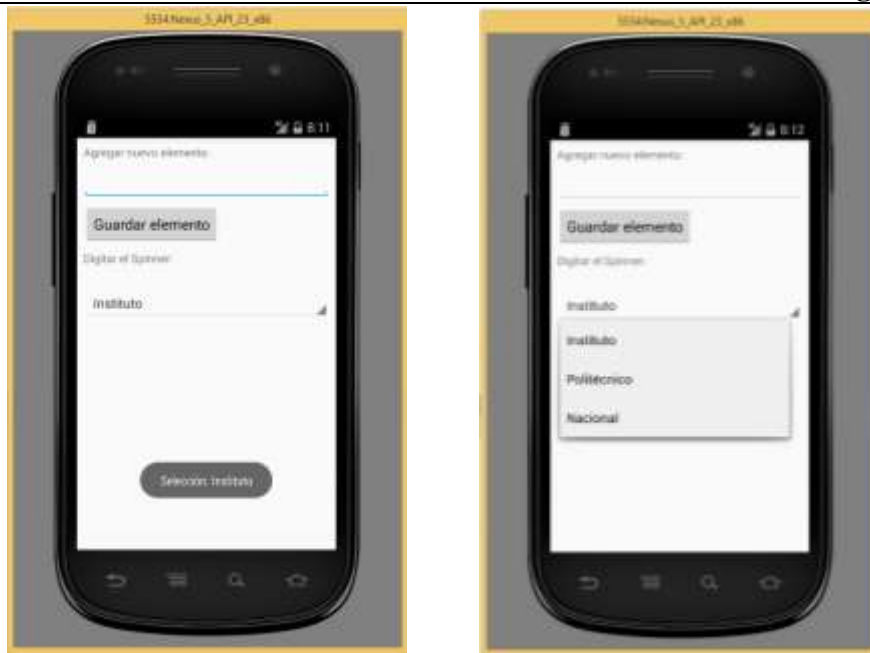 5554:Nexus_5_API_23_x86
8:11
Agregar nuevo elemento:
Guardar elemento
Digitar el Spinner:
Instituto
Selección: Instituto
5554:Nexus_5_API_23_x86
8:12
Agregar nuevo elemento:
Guardar elemento
Digitar el Spinner:
Instituto
Instituto
Politécnico
Nacional